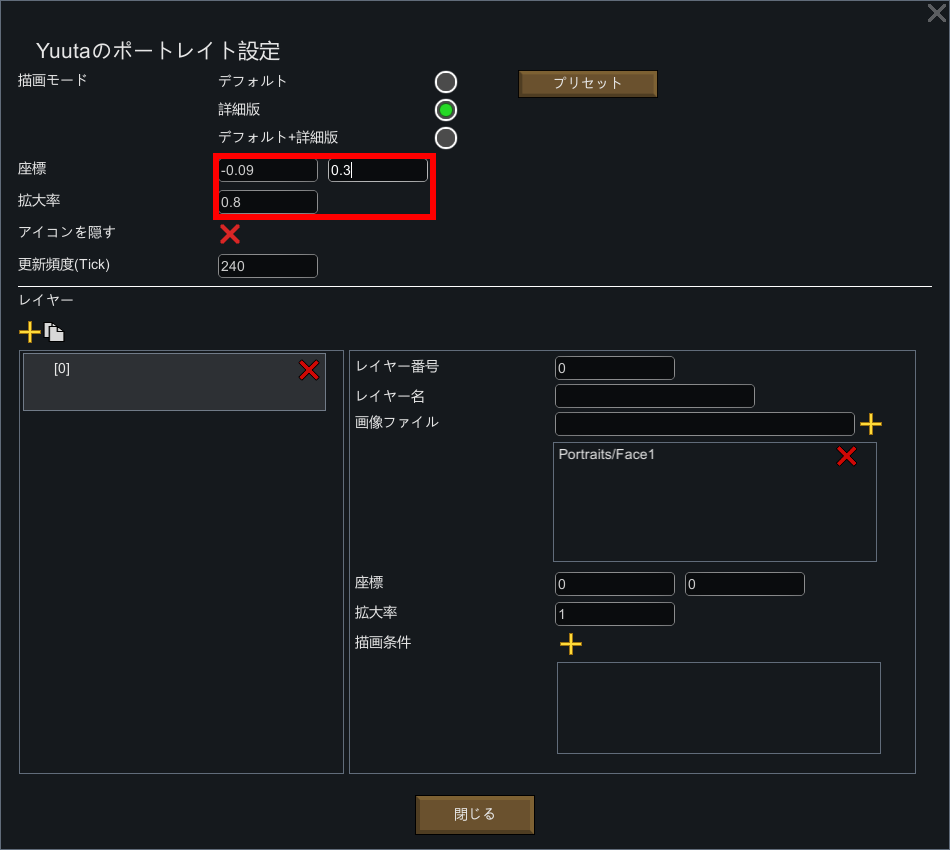 Yuutaのポートレイト設定
描画モード
デフォルト
プリセット
詳細版
デフォルト+詳細版
座標
-0.09
0.3
拡大率
0.8
アイコンを隠す
更新頻度(Tick)
240
レイヤー
[0]
レイヤー番号
0
レイヤー名
画像ファイル
Portraits/Face1
座標
0
0
拡大率
1
描画条件
閉じる